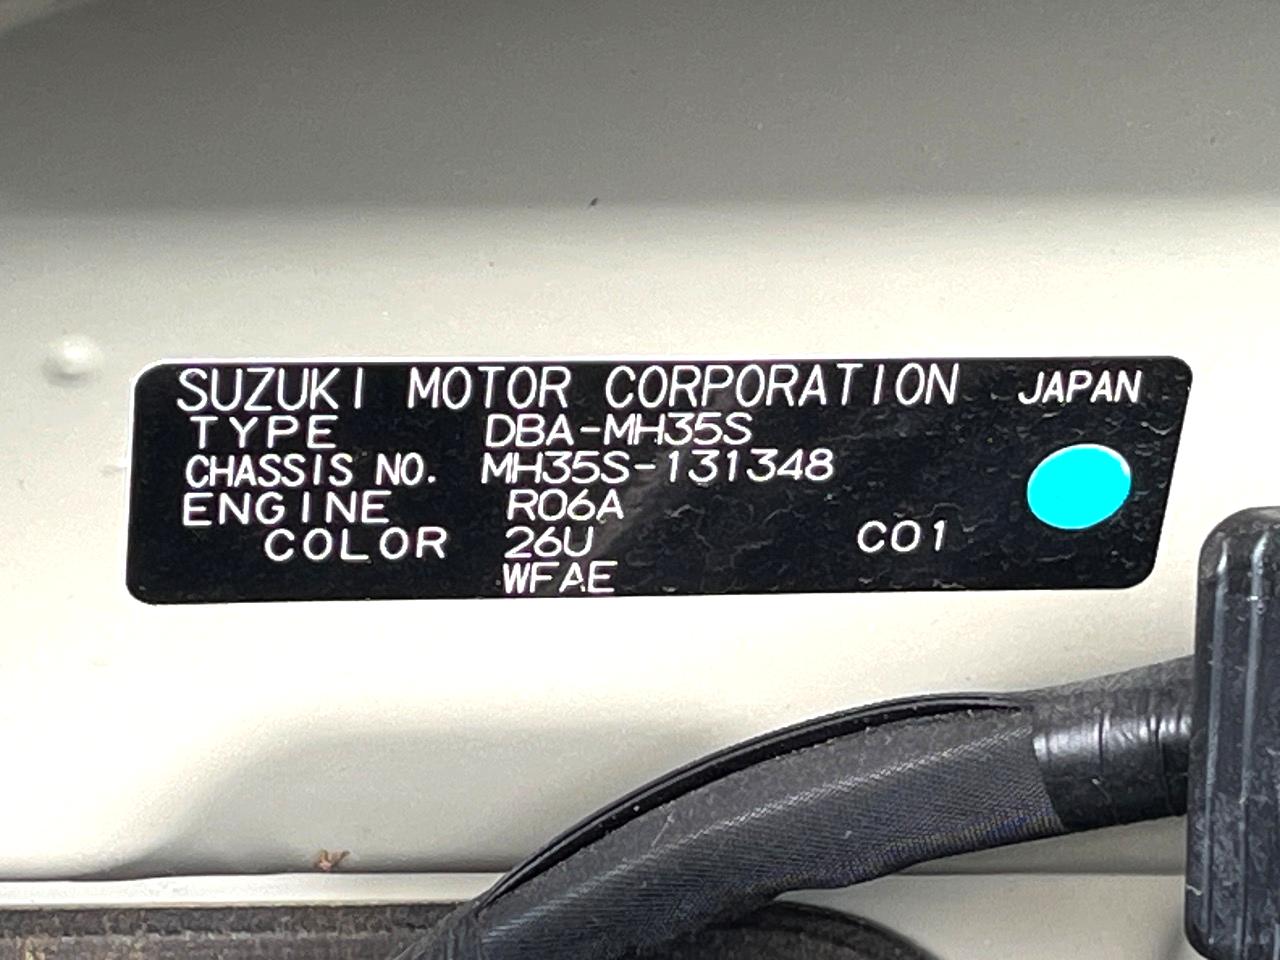 SUZUKI MOTOR CORPORATION JAPAN
TYPE DBA-MH35S
CHASSIS NO. MH35S-131348
ENGINE R06A
COLOR 26U C01
WFAE